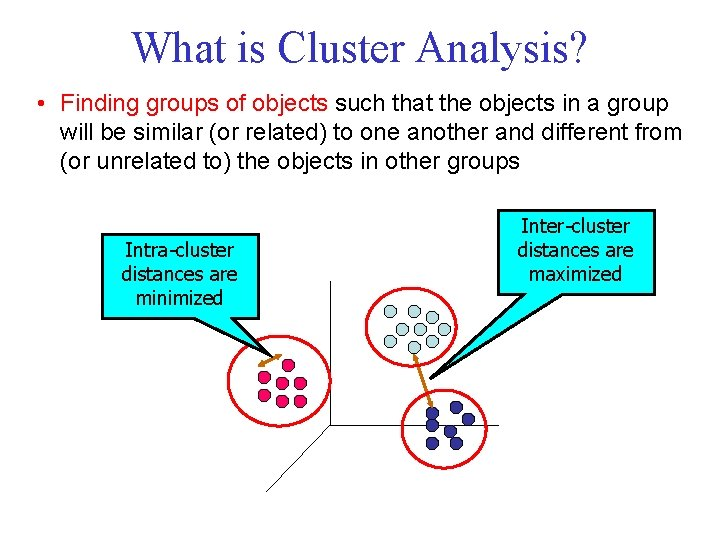 What is Cluster Analysis?
• Finding groups of objects such that the objects in a group
will be similar (or related) to one another and different from
(or unrelated to) the objects in other groups
Intra-cluster
distances are
minimized
Inter-cluster
distances are
maximized